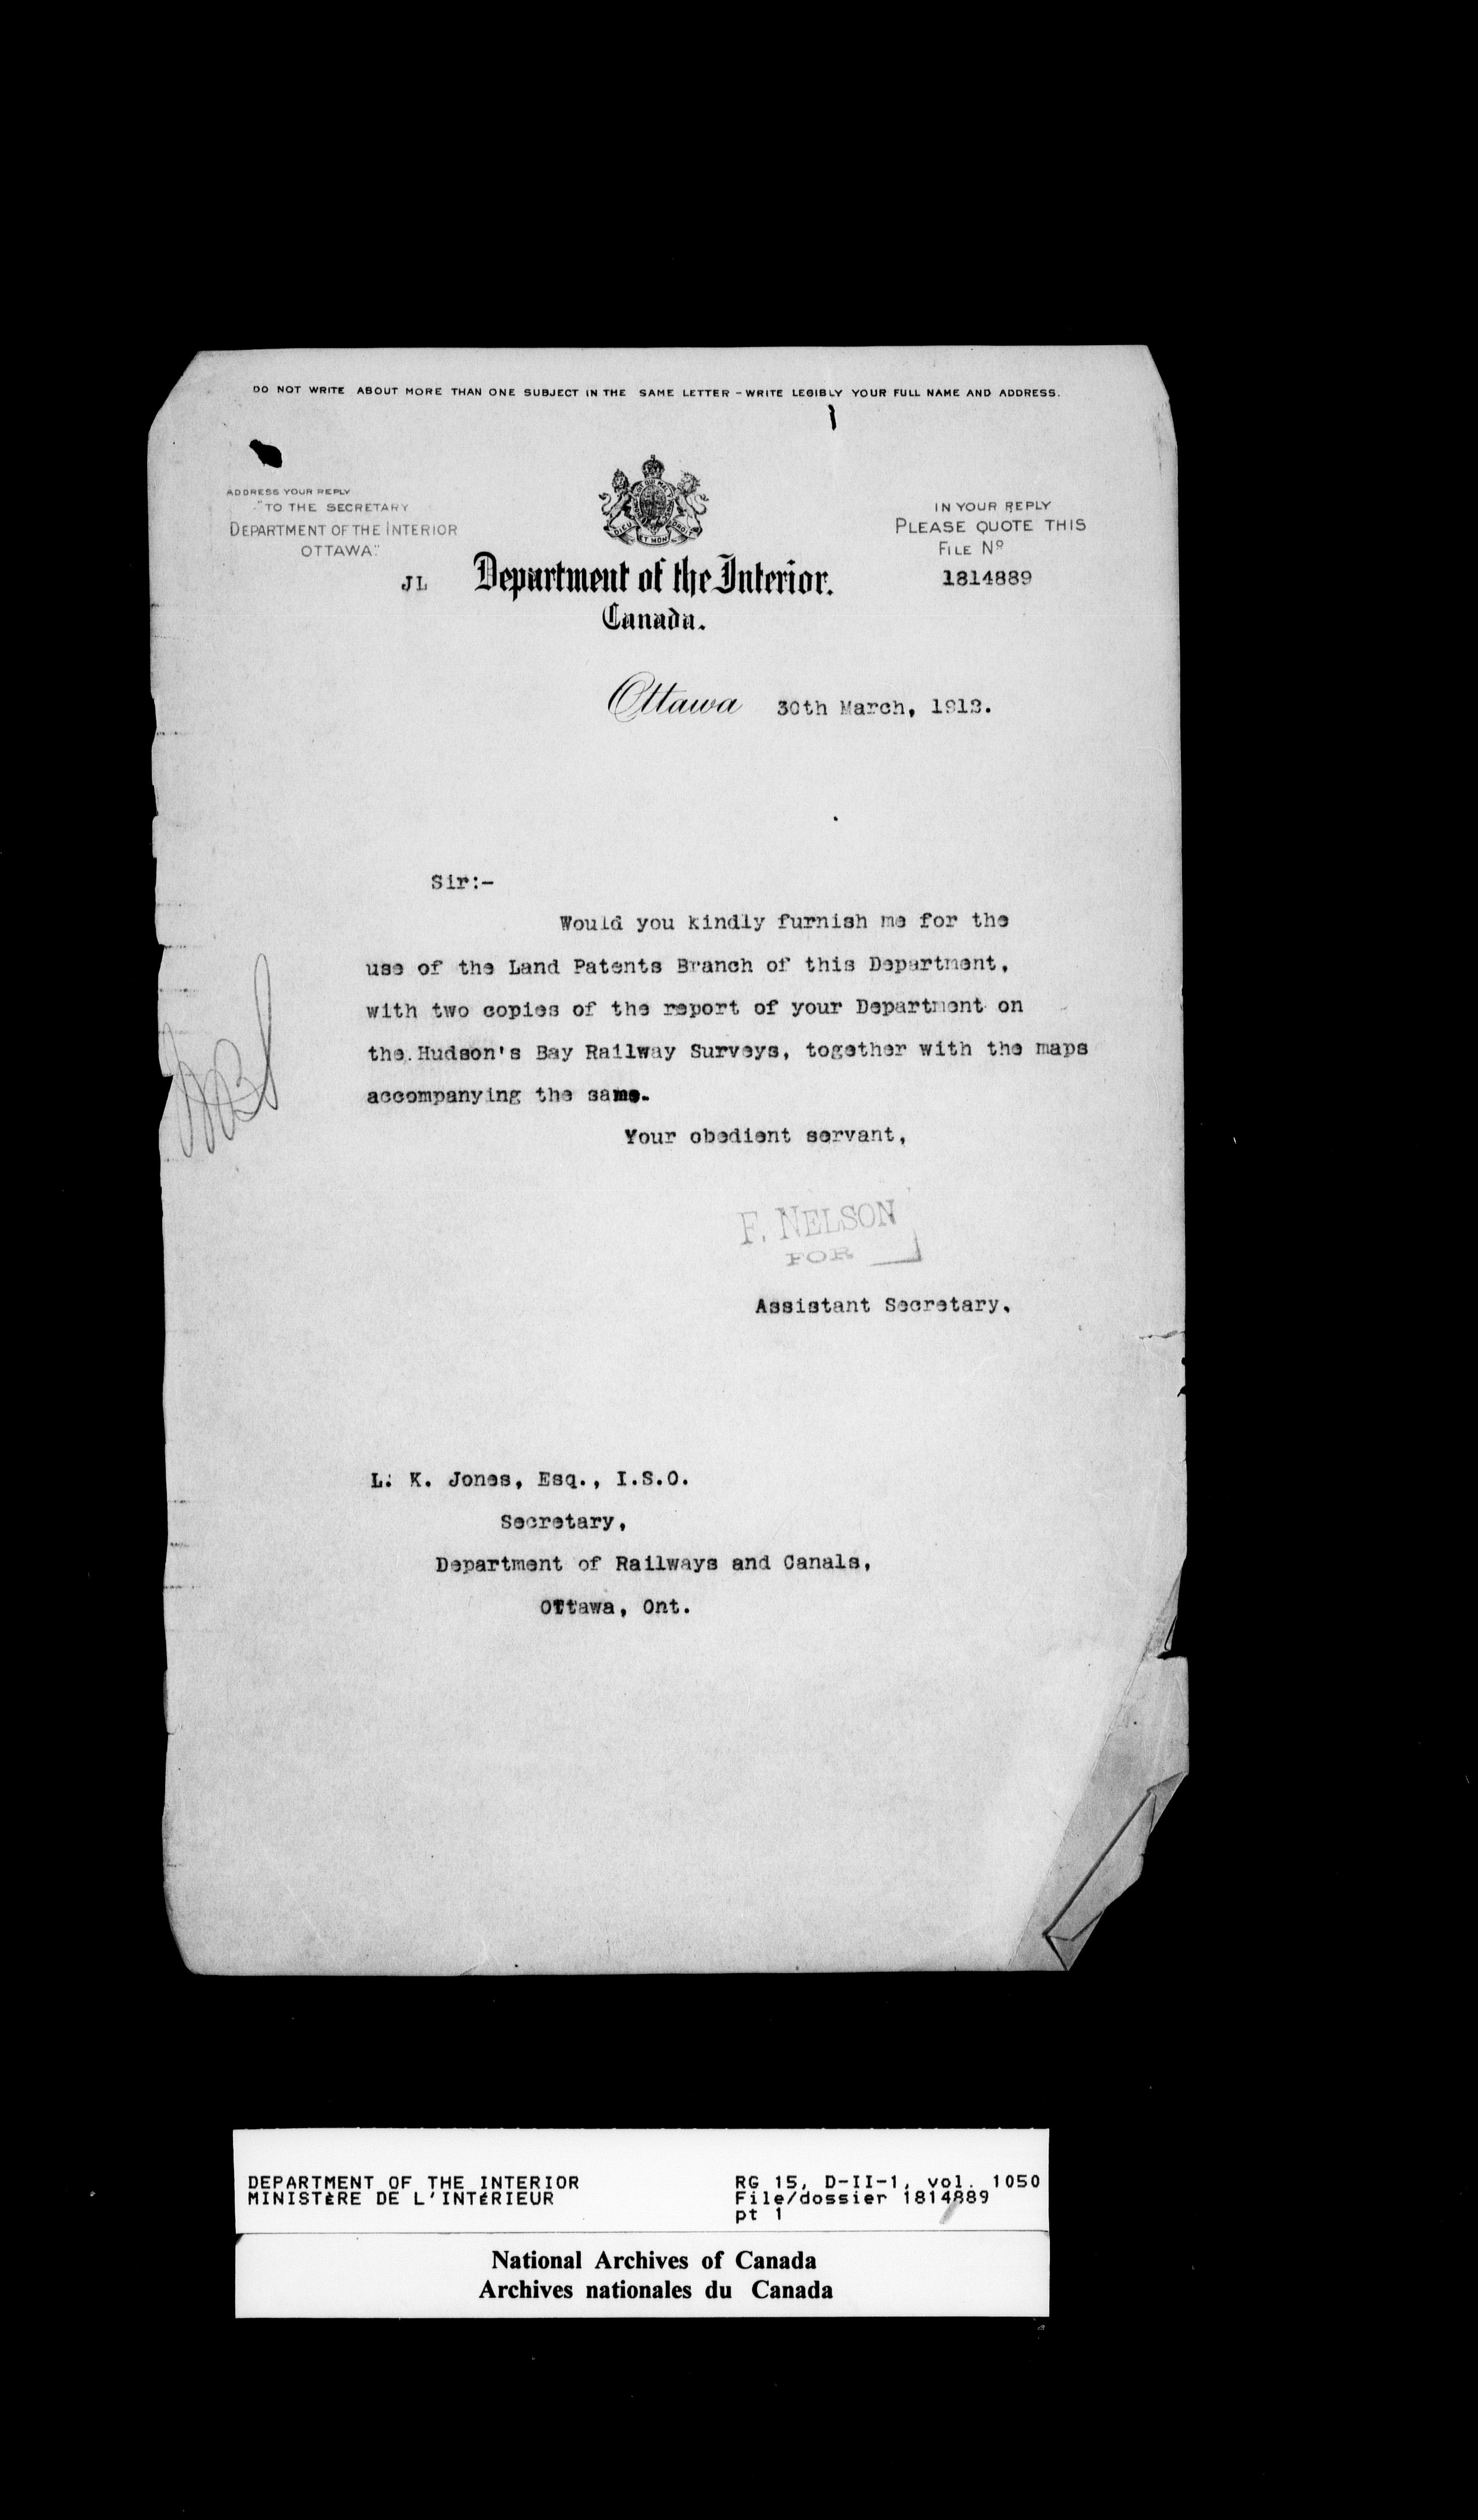 DO NOT WRITE ABOUT MORE THAN ONE SUBJECT IN THE SAME LETTER - WRITE LEGIBLY YOUR FULL NAME AND ADDRESS.
ADDRESS YOUR REPLY
"TO THE SECRETARY
DEPARTMENT OF THE INTERIOR
OTTAWA."
JL
IN YOUR REPLY
PLEASE QUOTE THIS
FILE Nº
1814889
DIEU ET MON DROIT
Department of the Interior.
Canada.
Ottawa 30th March, 1912.
Sir:-
Would you kindly furnish me for the
use of the Land Patents Branch of this Department,
with two copies of the report of your Department on
the Hudson's Bay Railway Surveys, together with the maps
accompanying the same.
Your obedient servant,
F. NELSON
FOR
Assistant Secretary.
L. K. Jones, Esq., I.S.O.
Secretary,
Department of Railways and Canals,
OTtawa, Ont.
DEPARTMENT OF THE INTERIOR
MINISTÈRE DE L'INTÉRIEUR
RG 15, D-II-1, vol. 1050
File/dossier 1814889
pt 1
National Archives of Canada
Archives nationales du Canada